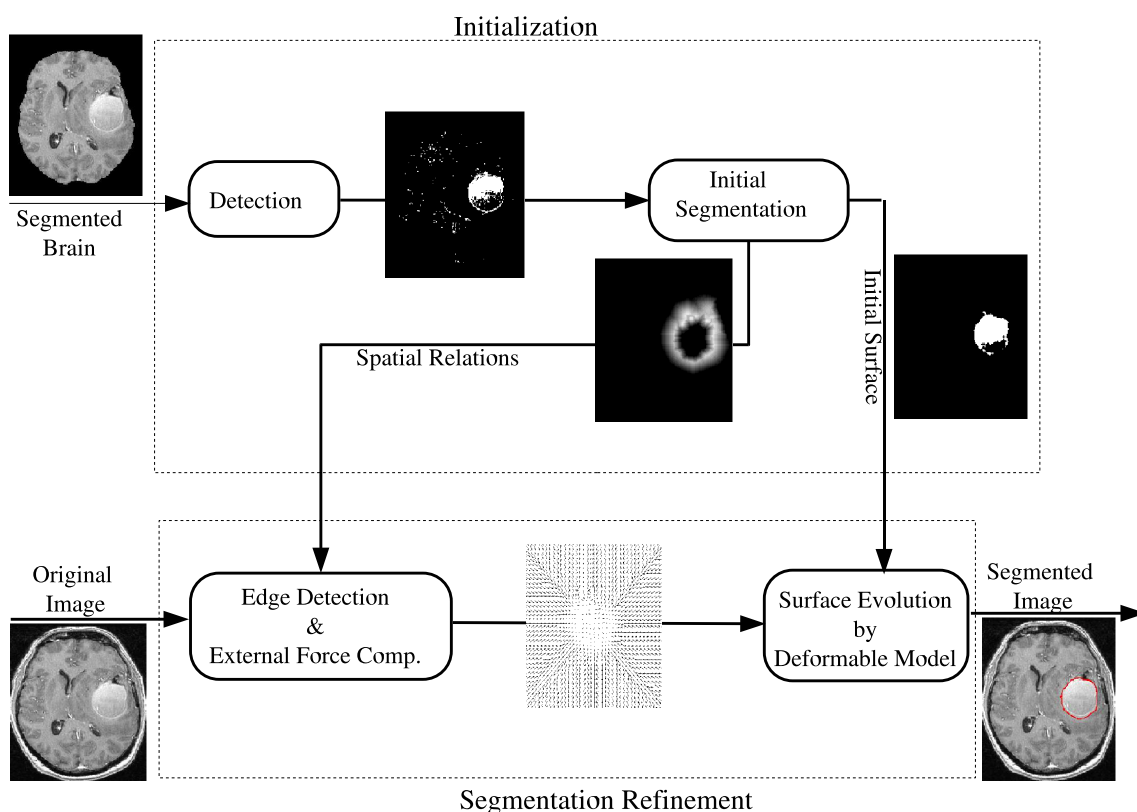 Initialization
Segmented
Brain
Detection
Initial
Segmentation
Spatial Relations
Initial Surface
Original
Image
Edge Detection
&
External Force Comp.
Surface Evolution
by
Deformable Model
Segmented
Image
Segmentation Refinement